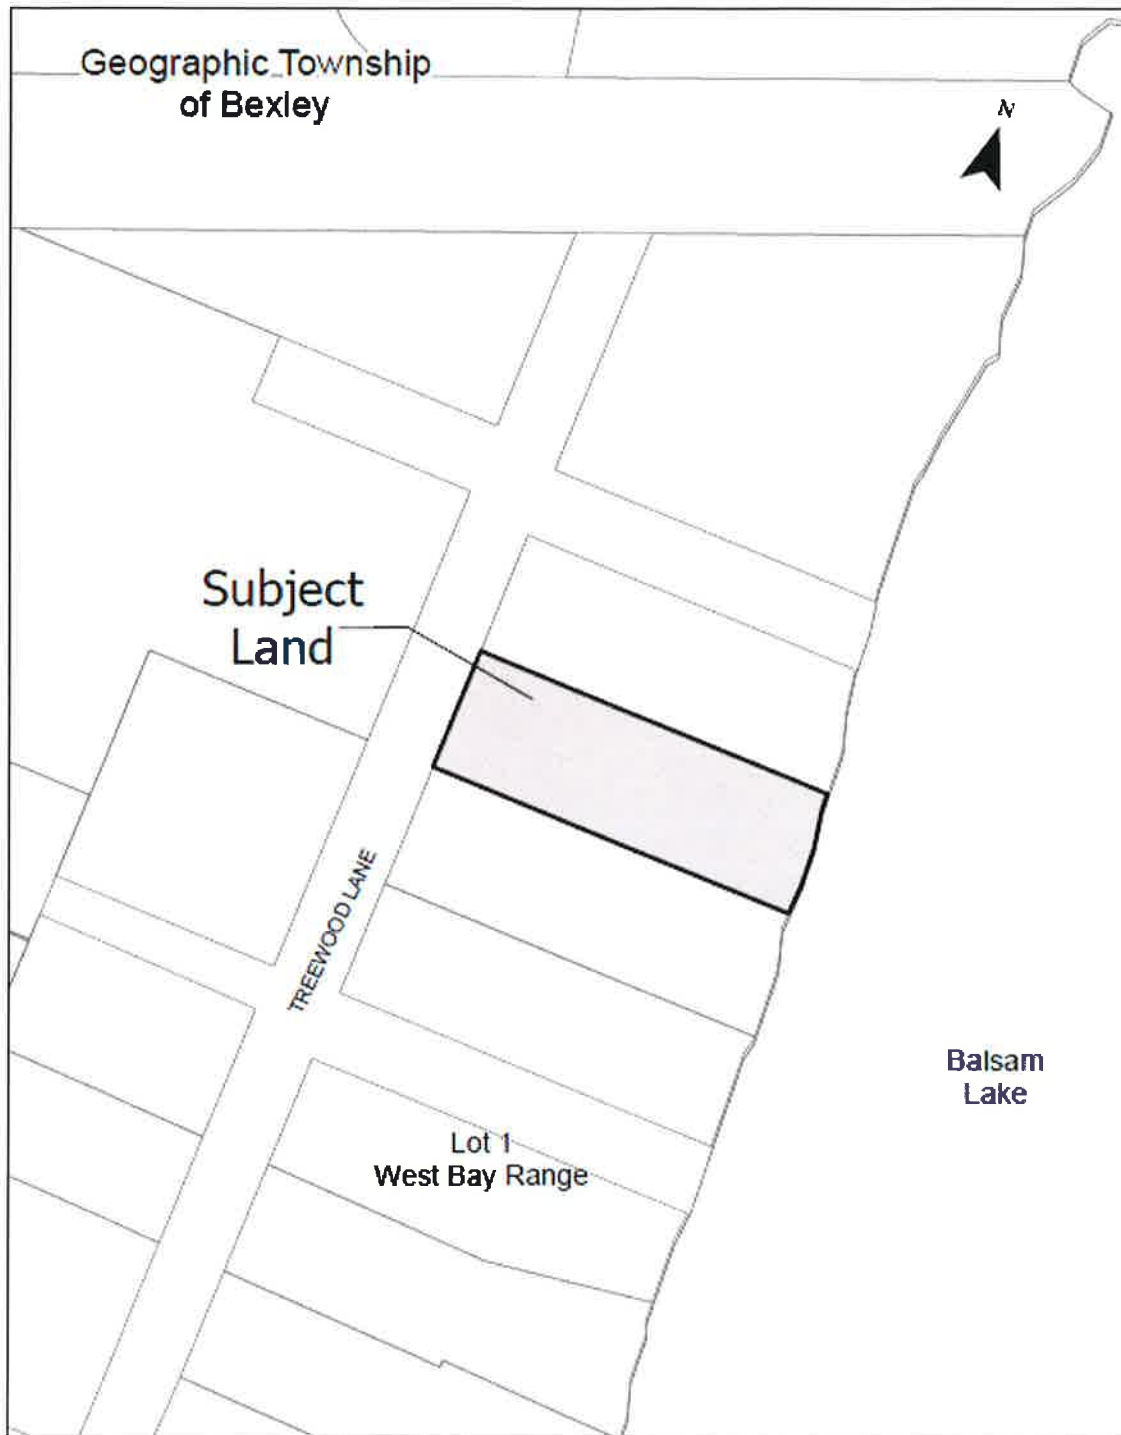 Geographic Township
of Bexley
N
Subject
Land
TREEWOOD LANE
Balsam
Lake
Lot 1
West Bay Range